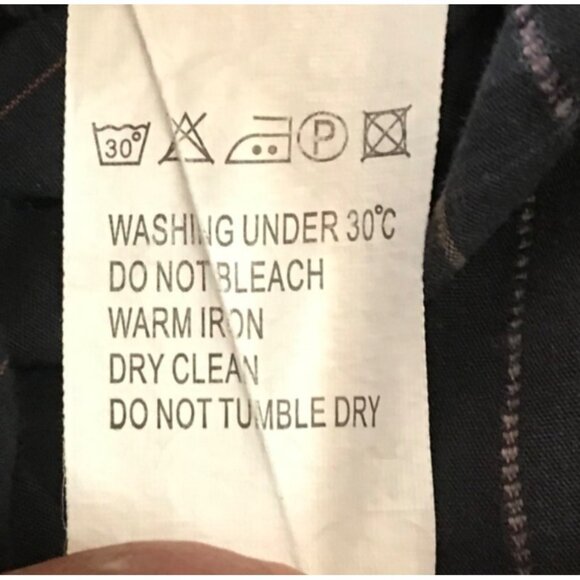 30°
P
WASHING UNDER 30°C
DO NOT BLEACH
WARM IRON
DRY CLEAN
DO NOT TUMBLE DRY